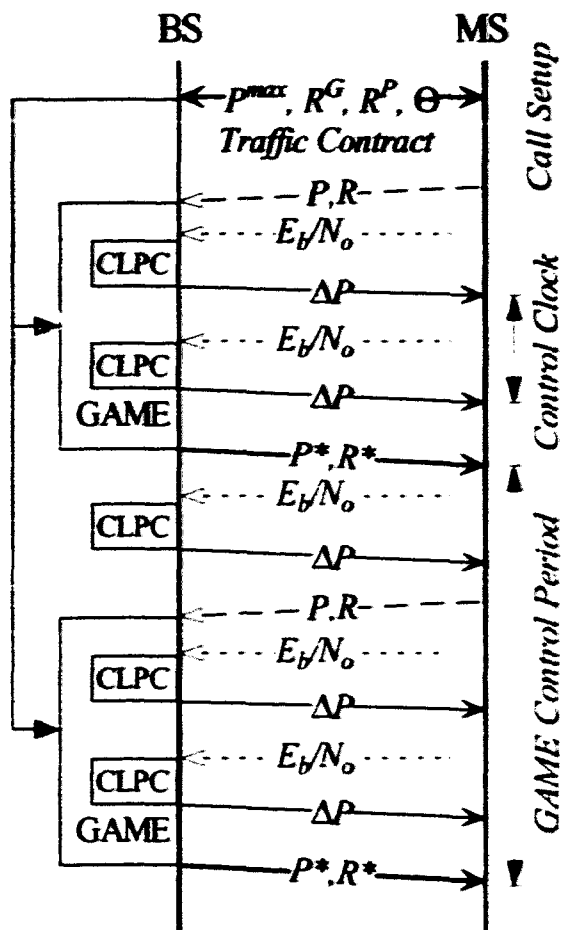 BS MS
P^max, R^G, R^P, Θ
Traffic Contract
Call Setup
P,R
E_b/N_o
CLPC
ΔP
Control Clock
E_b/N_o
CLPC
ΔP
GAME
P*,R*
E_b/N_o
CLPC
ΔP
GAME Control Period
P,R
E_b/N_o
CLPC
ΔP
E_b/N_o
CLPC
ΔP
GAME
P*,R*